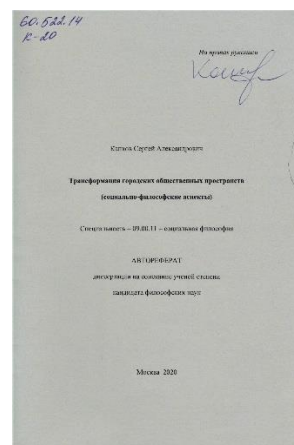 60.522.14
К-20
На правах рукописи
Сергей Александрович
Трансформация городских общественных пространств
(социально-философские аспекты)
Специальность – 09.00.11 – социальная философия
АВТОРЕФЕРАТ
диссертации на соискание ученой степени
кандидата философских наук
Москва 2020